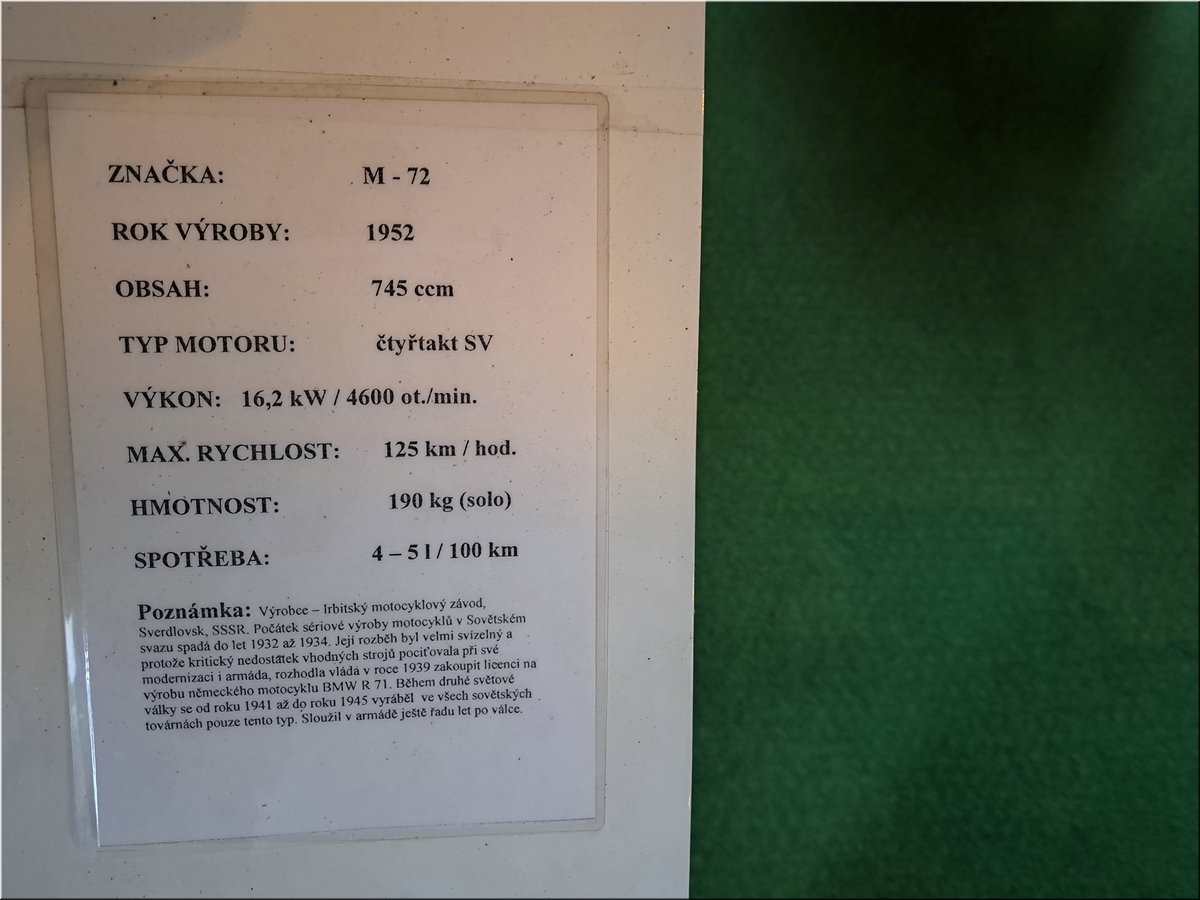 ZNAČKA: M - 72
ROK VÝROBY: 1952
OBSAH: 745 ccm
TYP MOTORU: čtyřtakt SV
VÝKON: 16,2 kW / 4600 ot./min.
MAX. RYCHLOST: 125 km / hod.
HMOTNOST: 190 kg (solo)
SPOTŘEBA: 4 – 5 l / 100 km
Poznámka: Výrobce – Irbitský motocyklový závod,
Sverdlovsk, SSSR. Počátek sériové výroby motocyklů v Sovětském
svazu spadá do let 1932 až 1934. Její rozběh byl velmi svízelný a
protože kritický nedostatek vhodných strojů pociťovala při své
modernizaci i armáda, rozhodla vláda v roce 1939 zakoupit licenci na
výrobu německého motocyklu BMW R 71. Během druhé světové
války se od roku 1941 až do roku 1945 vyráběl ve všech sovětských
továrnách pouze tento typ. Sloužil v armádě ještě řadu let po válce.